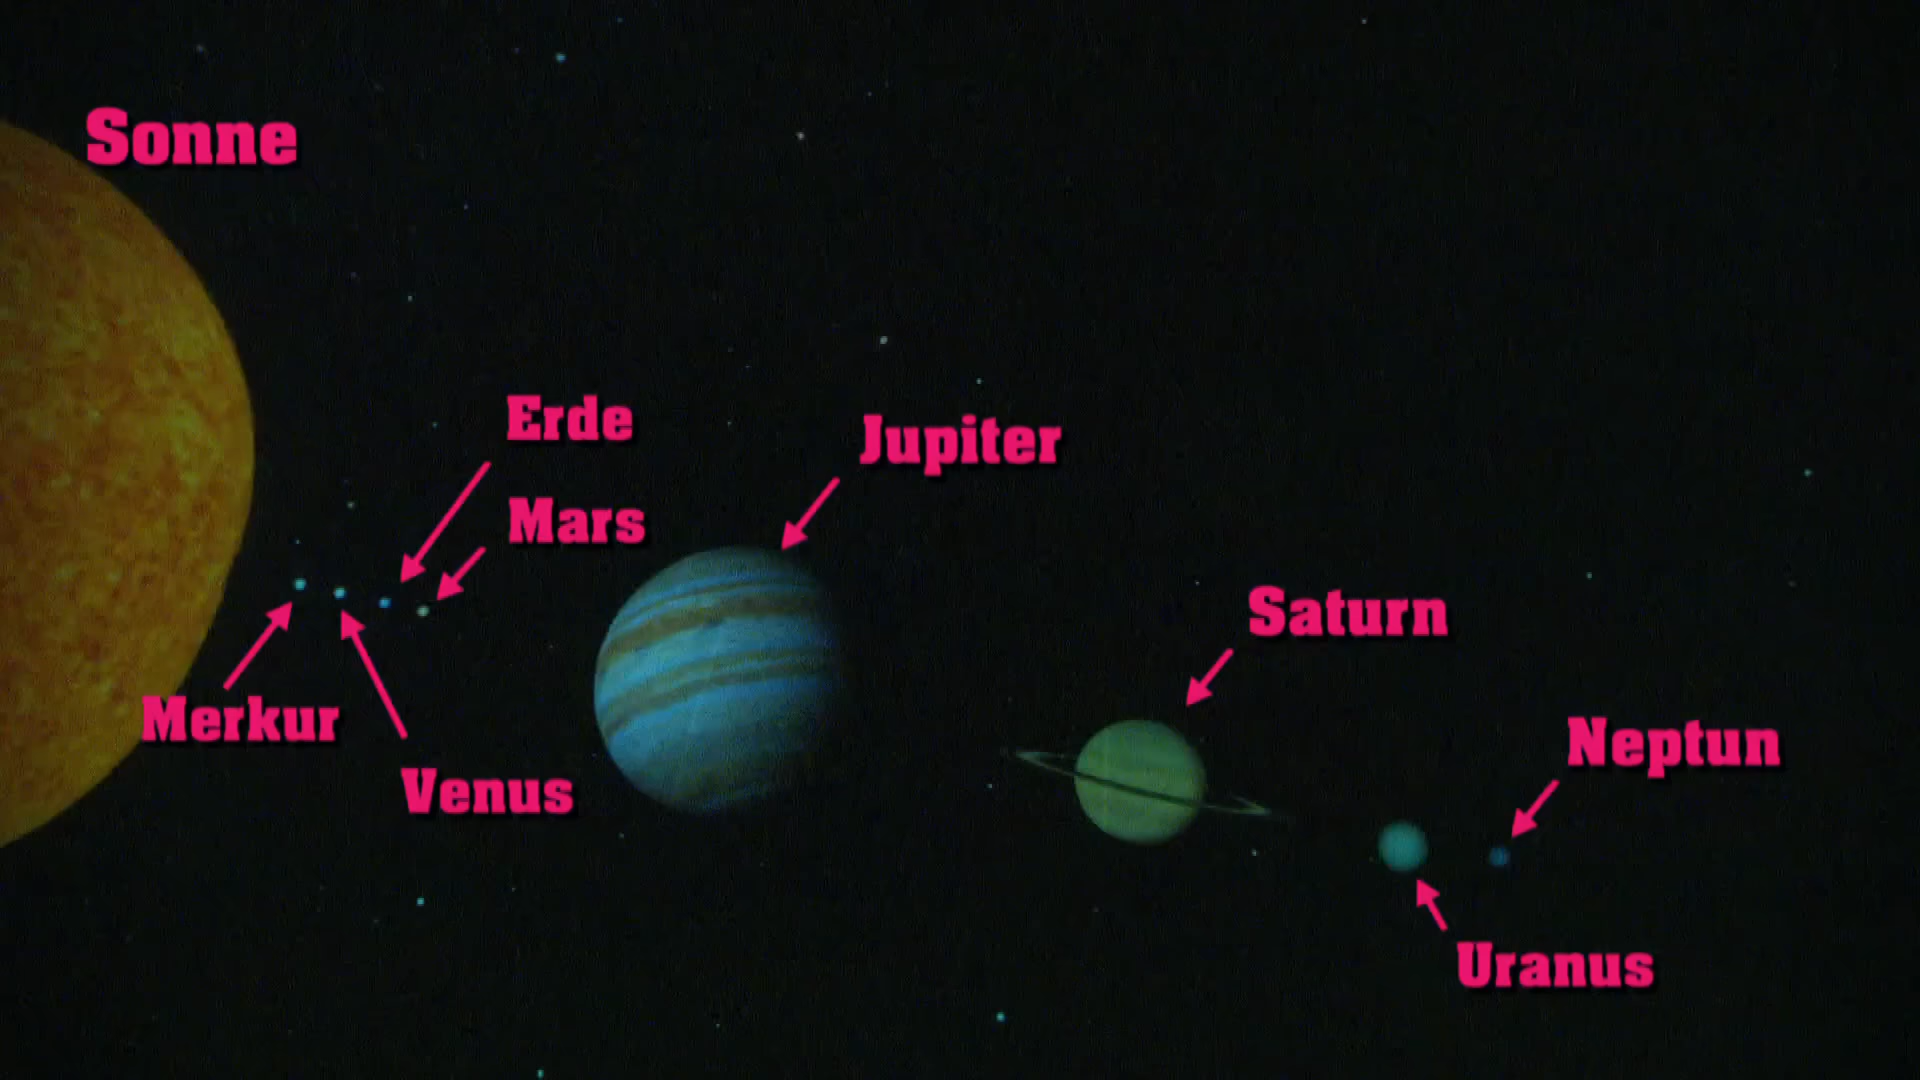 Sonne
Erde
Jupiter
Mars
Saturn
Merkur
Neptun
Venus
Uranus